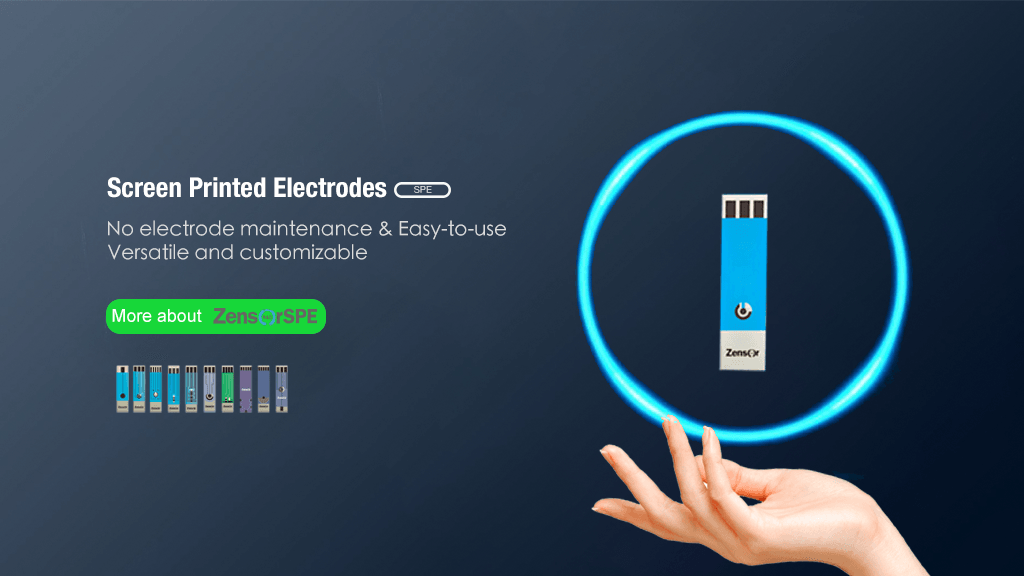 Screen Printed Electrodes SPE
No electrode maintenance & Easy-to-use
Versatile and customizable
More about ZensorSPE
Zensor